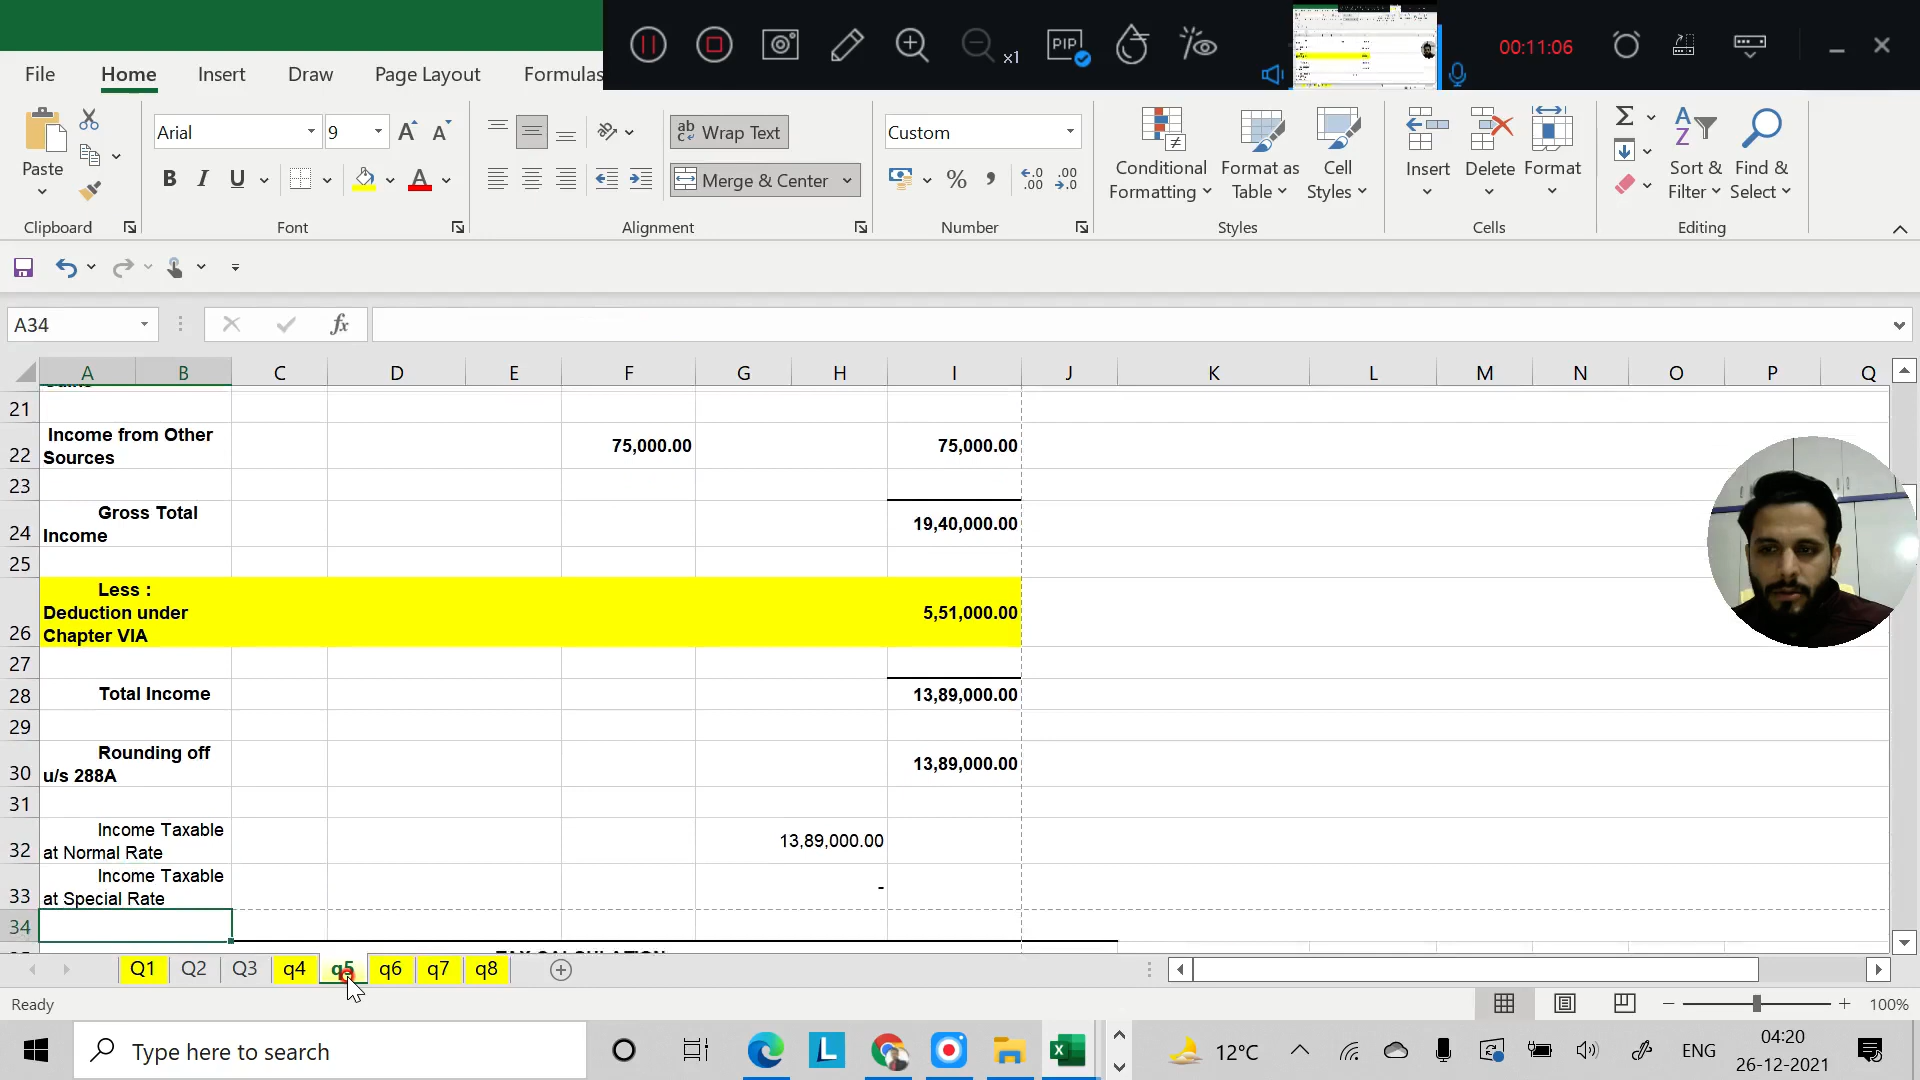 x1
PIP
00:11:06
File
Home
Insert
Draw
Page Layout
Formulas
Paste
Clipboard
Arial
9
B I U
Font
Wrap Text
Merge & Center
Alignment
Custom
Number
Conditional
Formatting
Format as
Table
Cell
Styles
Styles
Insert
Delete
Format
Cells
Sort &
Filter
Find &
Select
Editing
A34
fx
A B C D E F G H I J K L M N O P Q
21
22 Income from Other
Sources 75,000.00 75,000.00
23
24 Gross Total
Income 19,40,000.00
25
26 Less :
Deduction under
Chapter VIA 5,51,000.00
27
28 Total Income 13,89,000.00
29
30 Rounding off
u/s 288A 13,89,000.00
31
32 Income Taxable
at Normal Rate 13,89,000.00
33 Income Taxable
at Special Rate -
34
Q1 Q2 Q3 q4 q5 q6 q7 q8
Ready
100%
Type here to search
12°C
ENG
04:20
26-12-2021